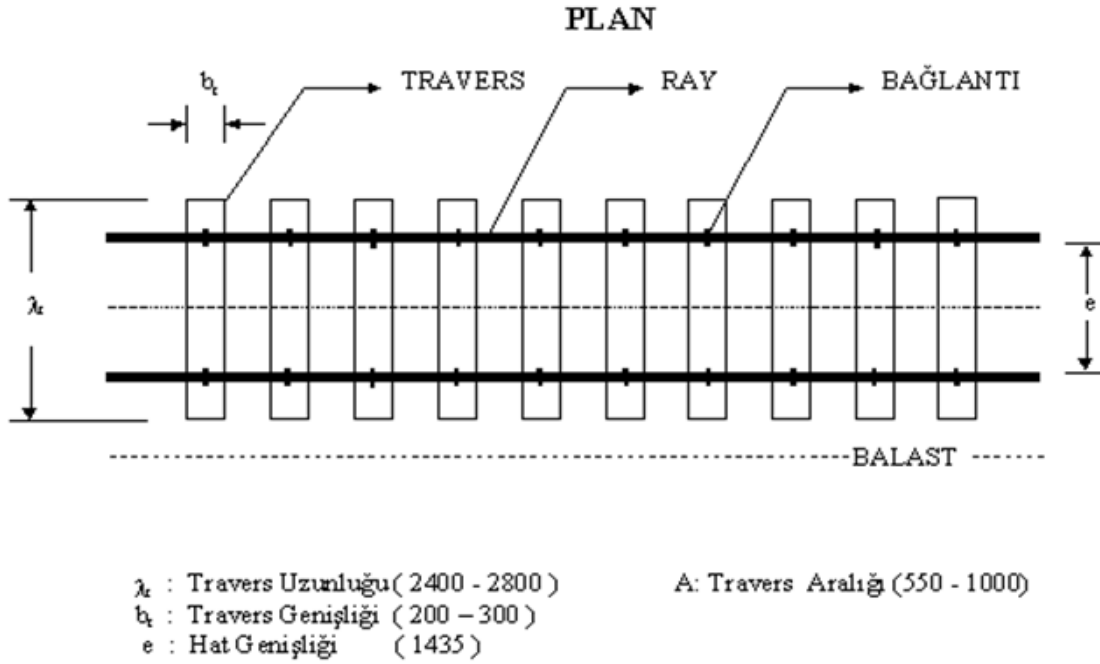 PLAN
bₜ TRAVERS RAY BAĞLANTI
λₜ
e
BALAST
λₜ : Travers Uzunluğu ( 2400 - 2800 ) A: Travers Aralığı (550 - 1000)
bₜ : Travers Genişliği ( 200 – 300 )
e : Hat Genişliği ( 1435 )